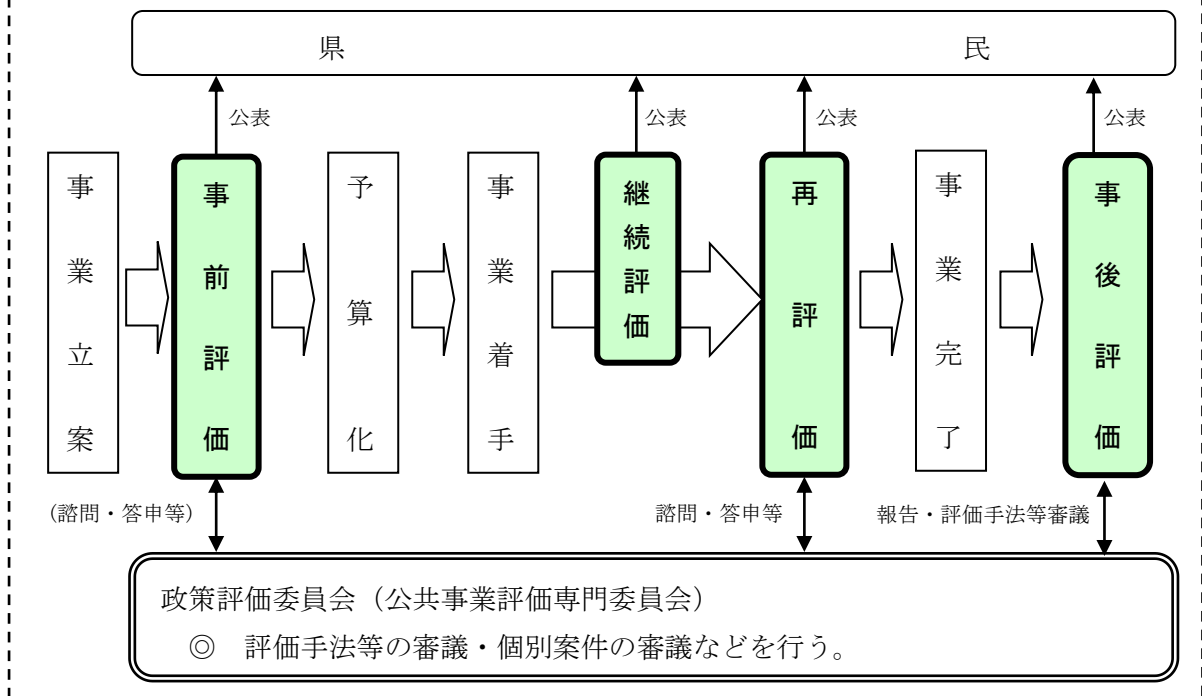 県　民
公表
公表
公表
公表
事業立案
事前評価
予算化
事業着手
継続評価
再評価
事業完了
事後評価
(諮問・答申等)
諮問・答申等
報告・評価手法等審議
政策評価委員会（公共事業評価専門委員会）
◎　評価手法等の審議・個別案件の審議などを行う。